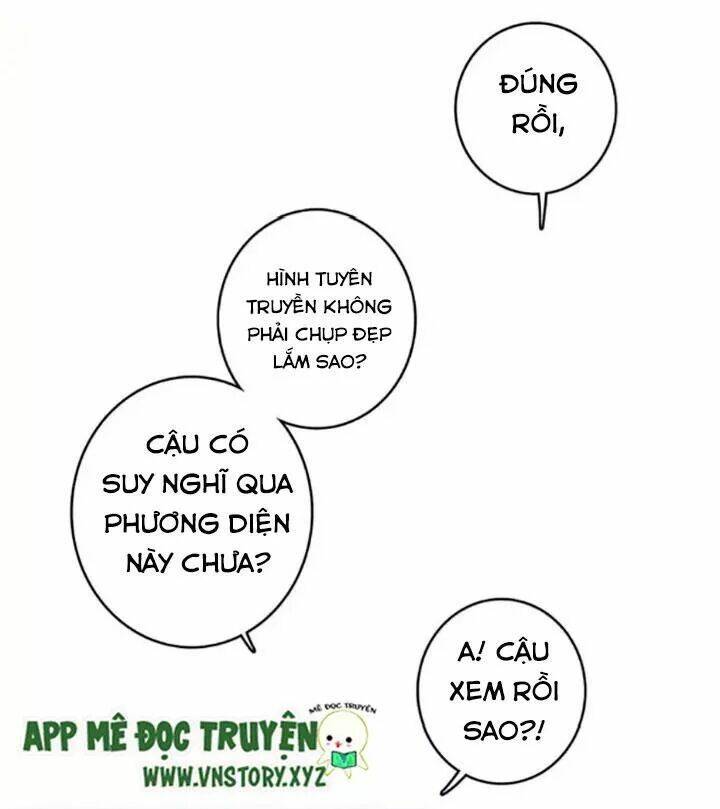 ĐÚNG
RỒI,
HÌNH TUYÊN
TRUYỀN KHÔNG
PHẢI CHỤP ĐẸP
LẮM SAO?
CẬU CÓ
SUY NGHĨ QUA
PHƯƠNG DIỆN
NÀY CHƯA?
A! CẬU
XEM RỒI
SAO?!
MÊ ĐỌC TRUYỆN
APP MÊ ĐỌC TRUYỆN
WWW.VNSTORY.XYZ